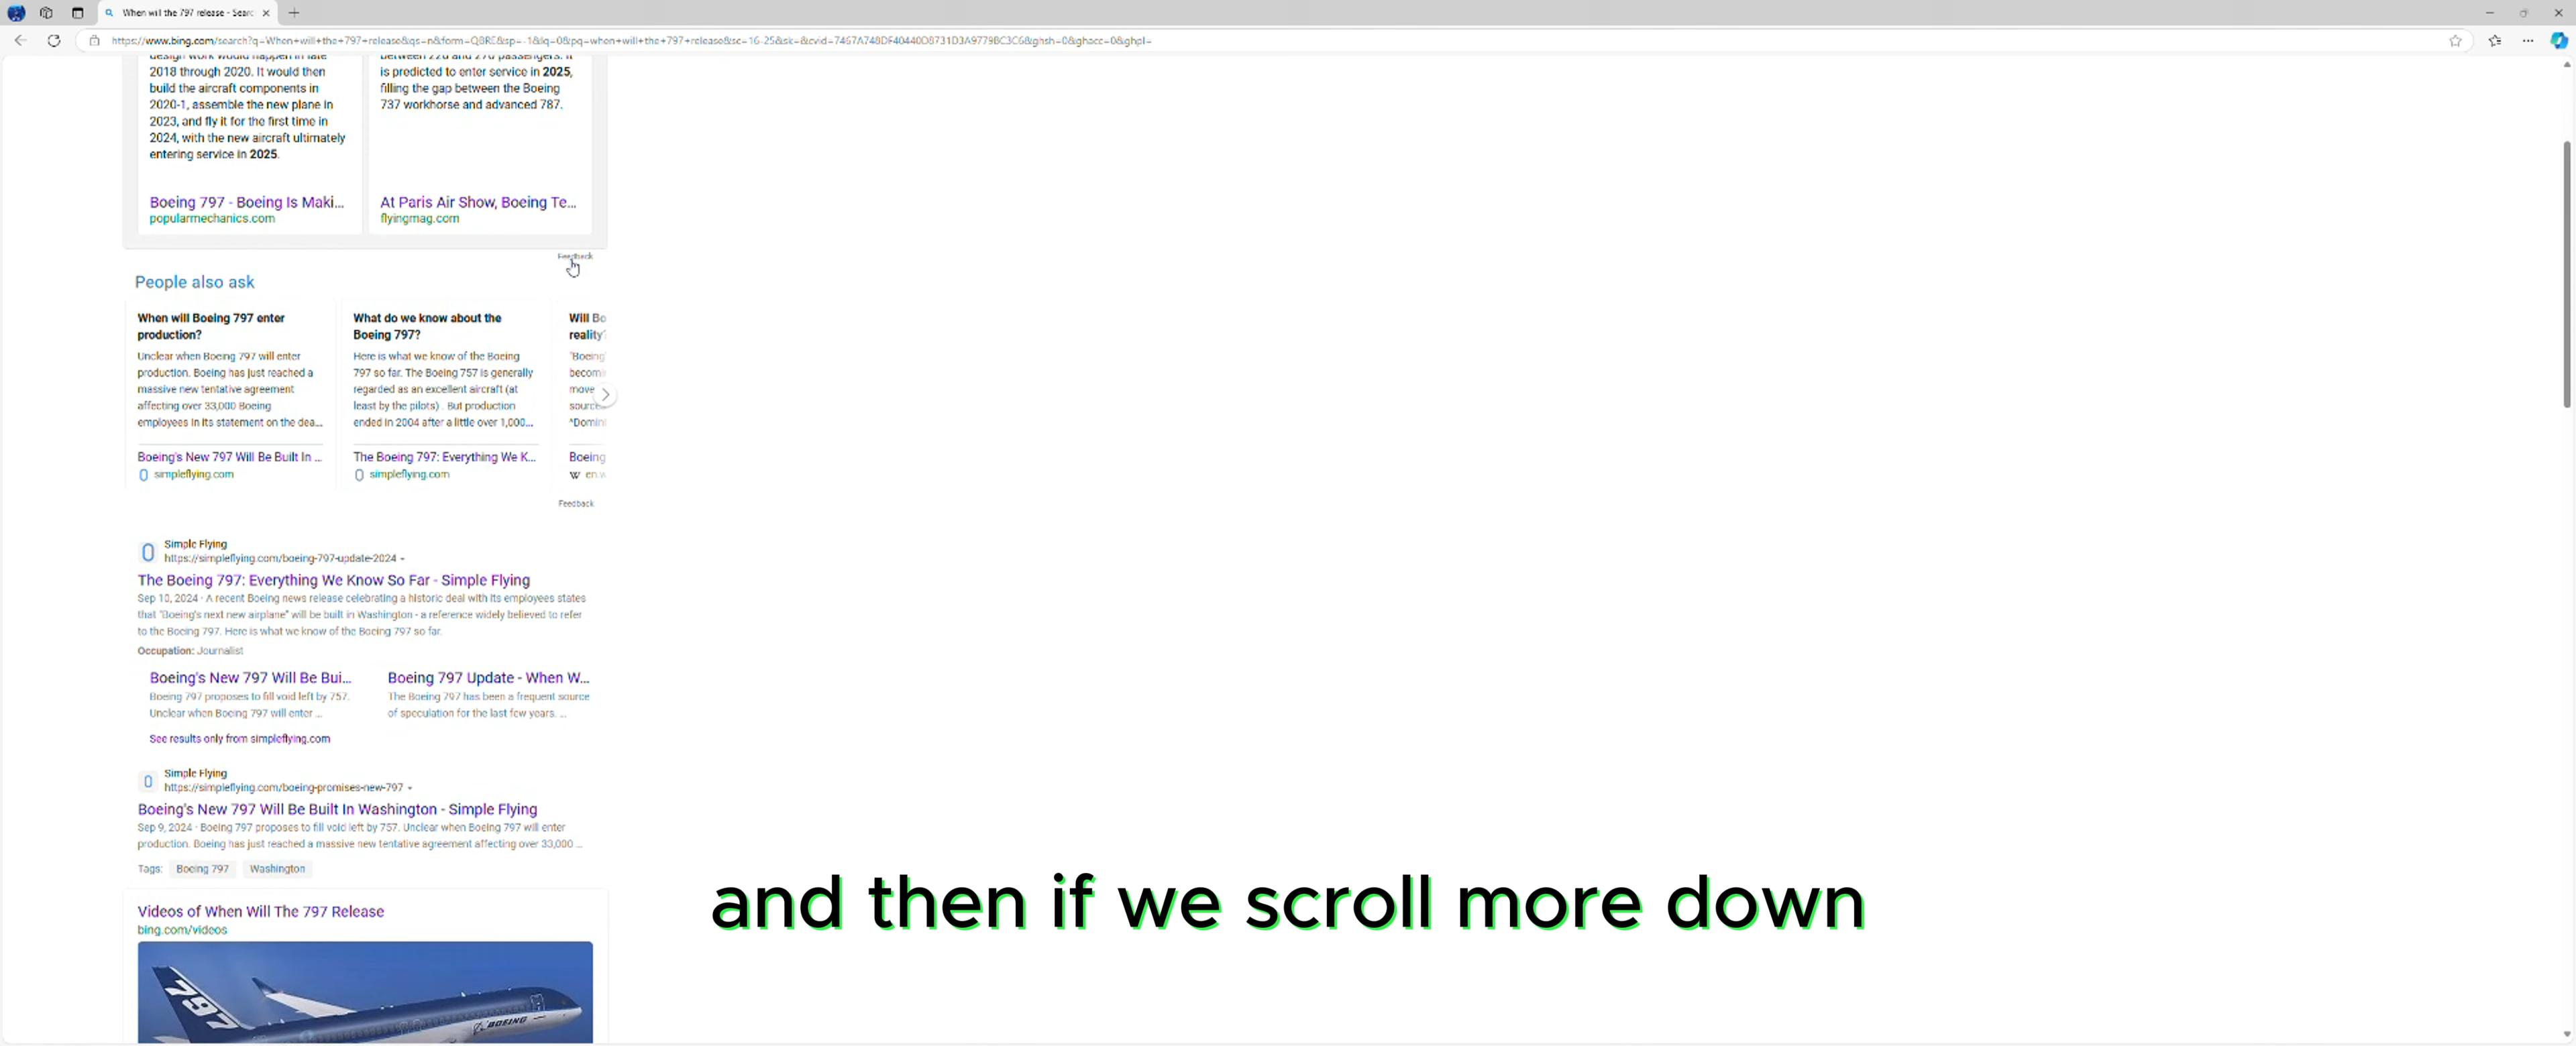 When will the 797 release - Searc
https://www.bing.com/search?q=When+will+the+797+release&qs=n&form=QBRE&sp=-1&lq=0&pq=when+will+the+797+release&sc=16-25&sk=&cvid=7467A748DF40440D8731D3A9779BC3C6&ghsh=0&ghacc=0&ghpl=
design work would happen in late
2018 through 2020. It would then
build the aircraft components in
2020-1, assemble the new plane in
2023, and fly it for the first time in
2024, with the new aircraft ultimately
entering service in 2025.
Boeing 797 - Boeing Is Maki...
popularmechanics.com
between 220 and 270 passengers. It
is predicted to enter service in 2025,
filling the gap between the Boeing
737 workhorse and advanced 787.
At Paris Air Show, Boeing Te...
flyingmag.com
Feedback
People also ask
When will Boeing 797 enter
production?
Unclear when Boeing 797 will enter
production. Boeing has just reached a
massive new tentative agreement
affecting over 33,000 Boeing
employees in its statement on the dea...
Boeing's New 797 Will Be Built In ...
simpleflying.com
What do we know about the
Boeing 797?
Here is what we know of the Boeing
797 so far. The Boeing 757 is generally
regarded as an excellent aircraft (at
least by the pilots) . But production
ended in 2004 after a little over 1,000...
The Boeing 797: Everything We K...
simpleflying.com
Will Bo
reality?
"Boeing'
becomi
move
source
^Domini
Boeing
W en.w
Feedback
Simple Flying
https://simpleflying.com/boeing-797-update-2024
The Boeing 797: Everything We Know So Far - Simple Flying
Sep 10, 2024 · A recent Boeing news release celebrating a historic deal with its employees states
that "Boeing's next new airplane" will be built in Washington - a reference widely believed to refer
to the Boeing 797. Here is what we know of the Boeing 797 so far.
Occupation: Journalist
Boeing's New 797 Will Be Bui...
Boeing 797 proposes to fill void left by 757.
Unclear when Boeing 797 will enter ...
Boeing 797 Update - When W...
The Boeing 797 has been a frequent source
of speculation for the last few years. ...
See results only from simpleflying.com
Simple Flying
https://simpleflying.com/boeing-promises-new-797
Boeing's New 797 Will Be Built In Washington - Simple Flying
Sep 9, 2024 · Boeing 797 proposes to fill void left by 757. Unclear when Boeing 797 will enter
production. Boeing has just reached a massive new tentative agreement affecting over 33,000 ...
Tags: Boeing 797 Washington
Videos of When Will The 797 Release
bing.com/videos
797
BOEING
and then if we scroll more down